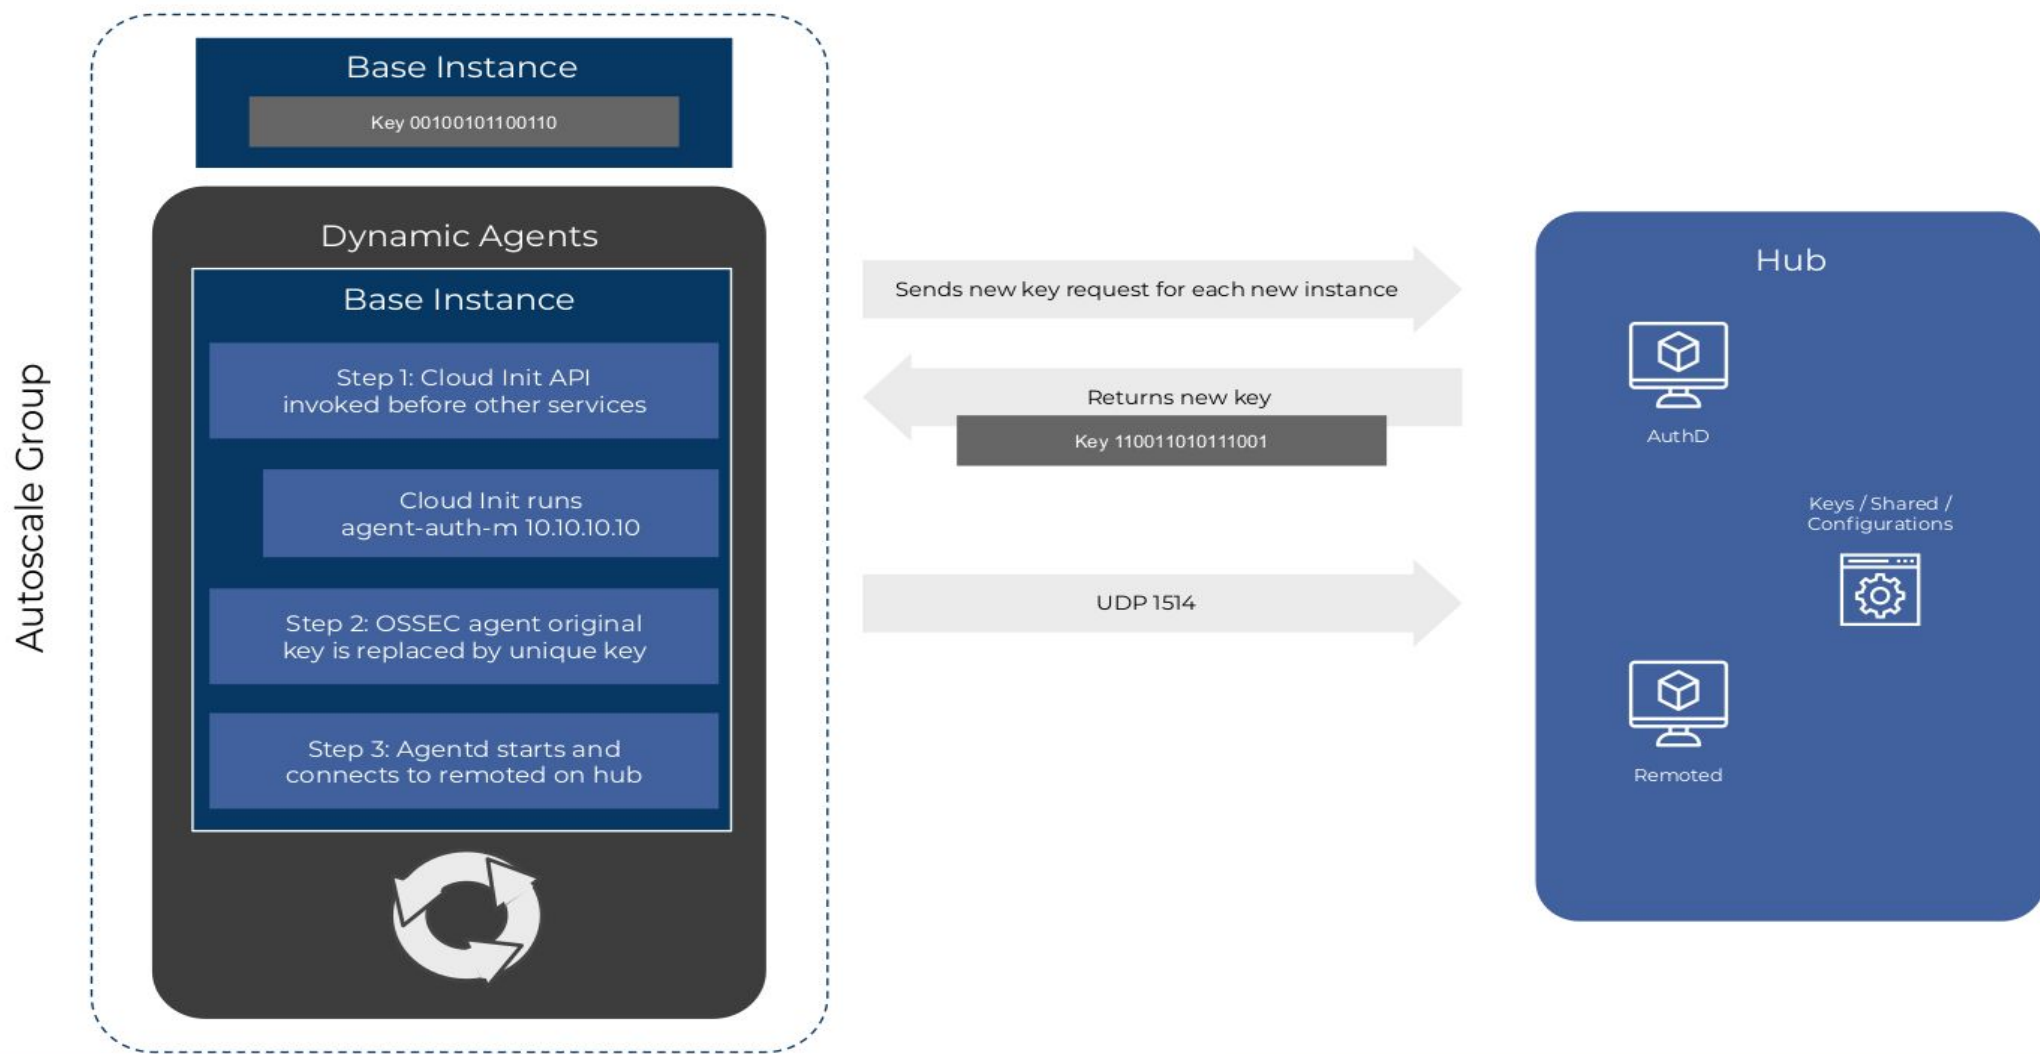 Autoscale Group
Base Instance
Key 00100101100110
Dynamic Agents
Base Instance
Step 1: Cloud Init API
invoked before other services
Cloud Init runs
agent-auth-m 10.10.10.10
Step 2: OSSEC agent original
key is replaced by unique key
Step 3: Agentd starts and
connects to remoted on hub
Sends new key request for each new instance
Returns new key
Key 110011010111001
UDP 1514
Hub
AuthD
Keys / Shared /
Configurations
Remoted